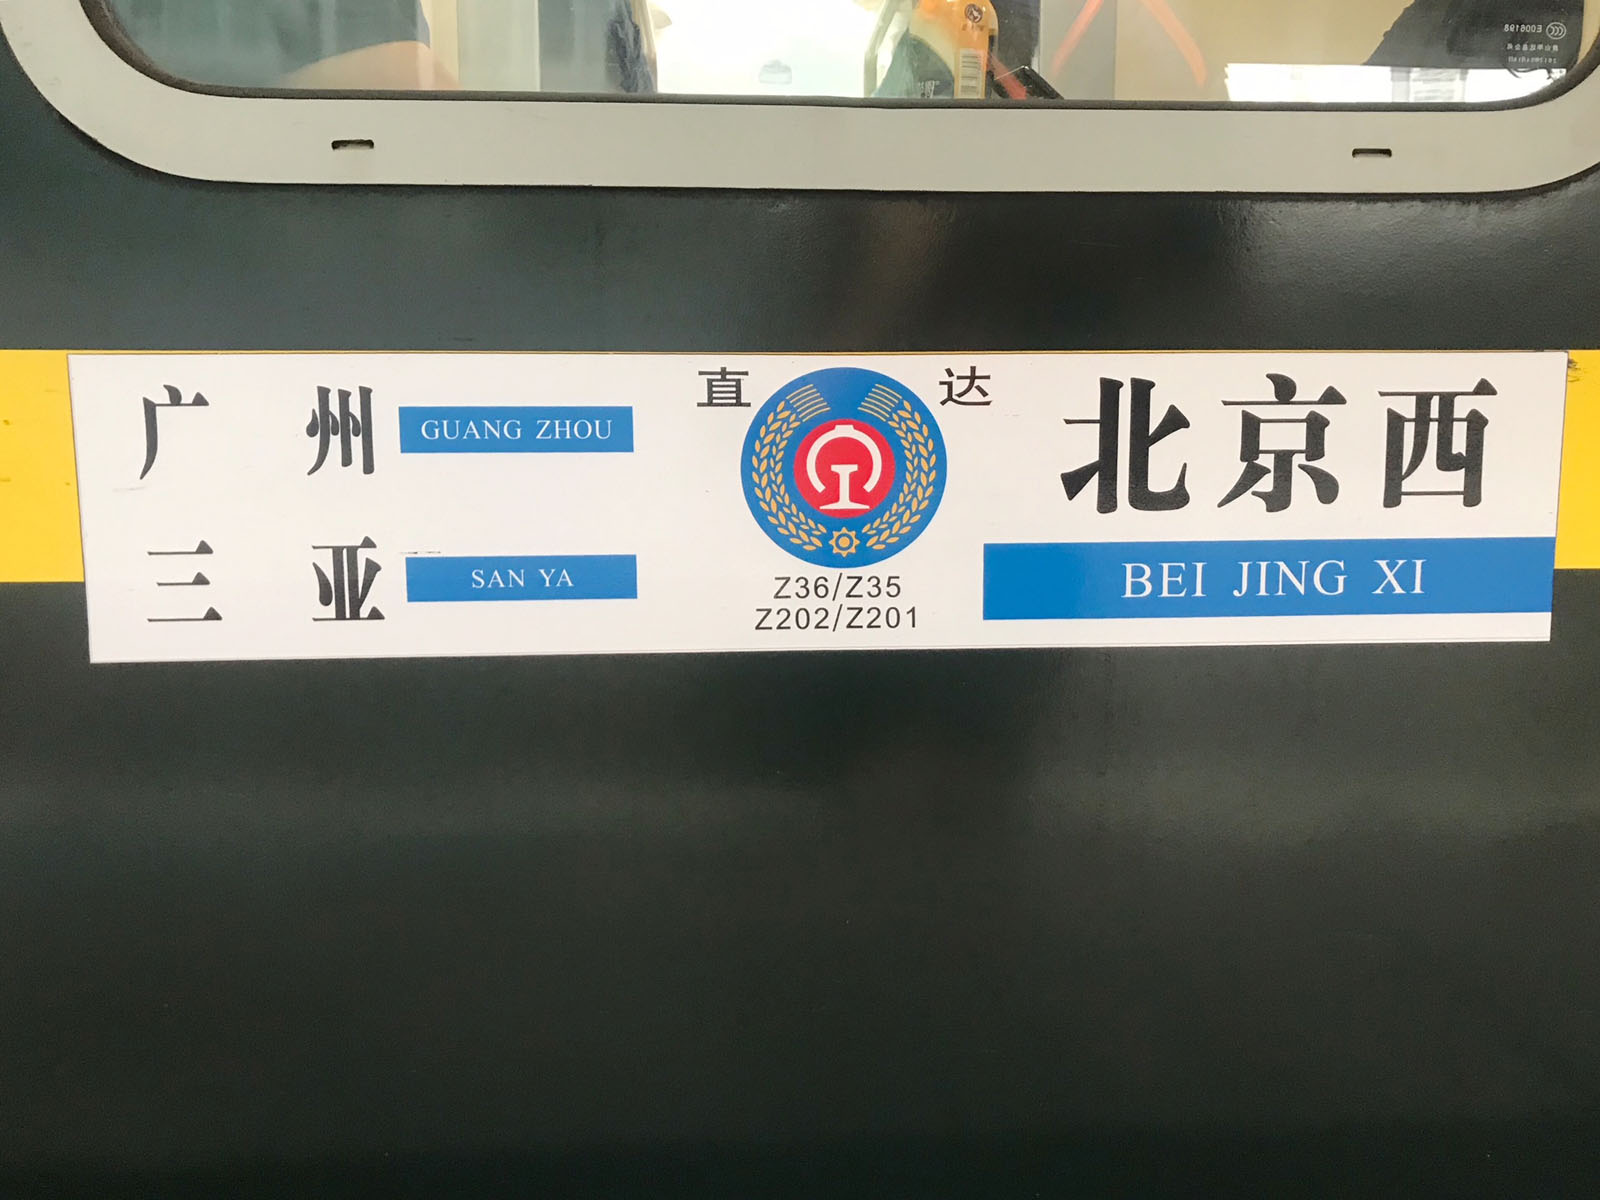 广州 GUANG ZHOU
三亚 SAN YA
直达
Z36/Z35
Z202/Z201
北京西
BEI JING XI
E006198